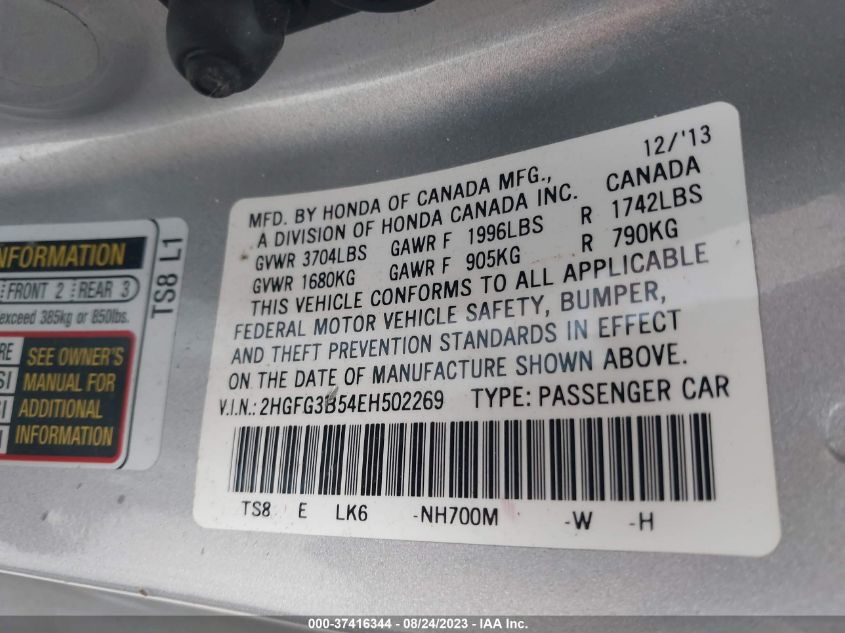 12/'13
MFD. BY HONDA OF CANADA MFG.,
A DIVISION OF HONDA CANADA INC. CANADA
GVWR 3704LBS GAWR F 1996LBS R 1742LBS
GVWR 1680KG GAWR F 905KG R 790KG
THIS VEHICLE CONFORMS TO ALL APPLICABLE
FEDERAL MOTOR VEHICLE SAFETY, BUMPER,
AND THEFT PREVENTION STANDARDS IN EFFECT
ON THE DATE OF MANUFACTURE SHOWN ABOVE.
V.I.N.: 2HGFG3B54EH502269 TYPE: PASSENGER CAR
TS8 E LK6 -NH700M -W -H
NFORMATION
FRONT 2 REAR 3
exceed 385kg or 850lbs.
RE SEE OWNER'S
SI MANUAL FOR
SI ADDITIONAL
INFORMATION
TS8 L1
000-37416344 - 08/24/2023 - IAA Inc.